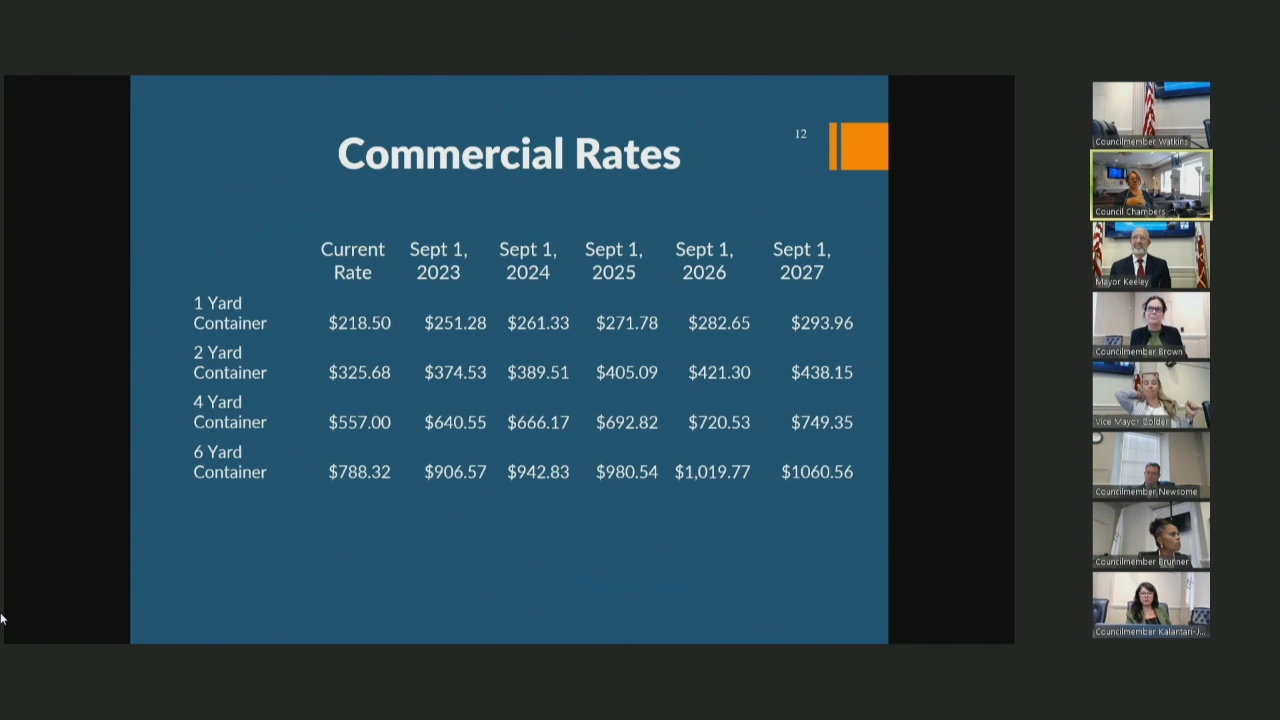 12
Commercial Rates
Current Rate Sept 1, 2023 Sept 1, 2024 Sept 1, 2025 Sept 1, 2026 Sept 1, 2027
1 Yard Container $218.50 $251.28 $261.33 $271.78 $282.65 $293.96
2 Yard Container $325.68 $374.53 $389.51 $405.09 $421.30 $438.15
4 Yard Container $557.00 $640.55 $666.17 $692.82 $720.53 $749.35
6 Yard Container $788.32 $906.57 $942.83 $980.54 $1,019.77 $1060.56
Councilmember Watkins
Council Chambers
Mayor Keeley
Councilmember Brown
Vice Mayor Golder
Councilmember Newsome
Councilmember Brunner
Councilmember Kalantari-J...